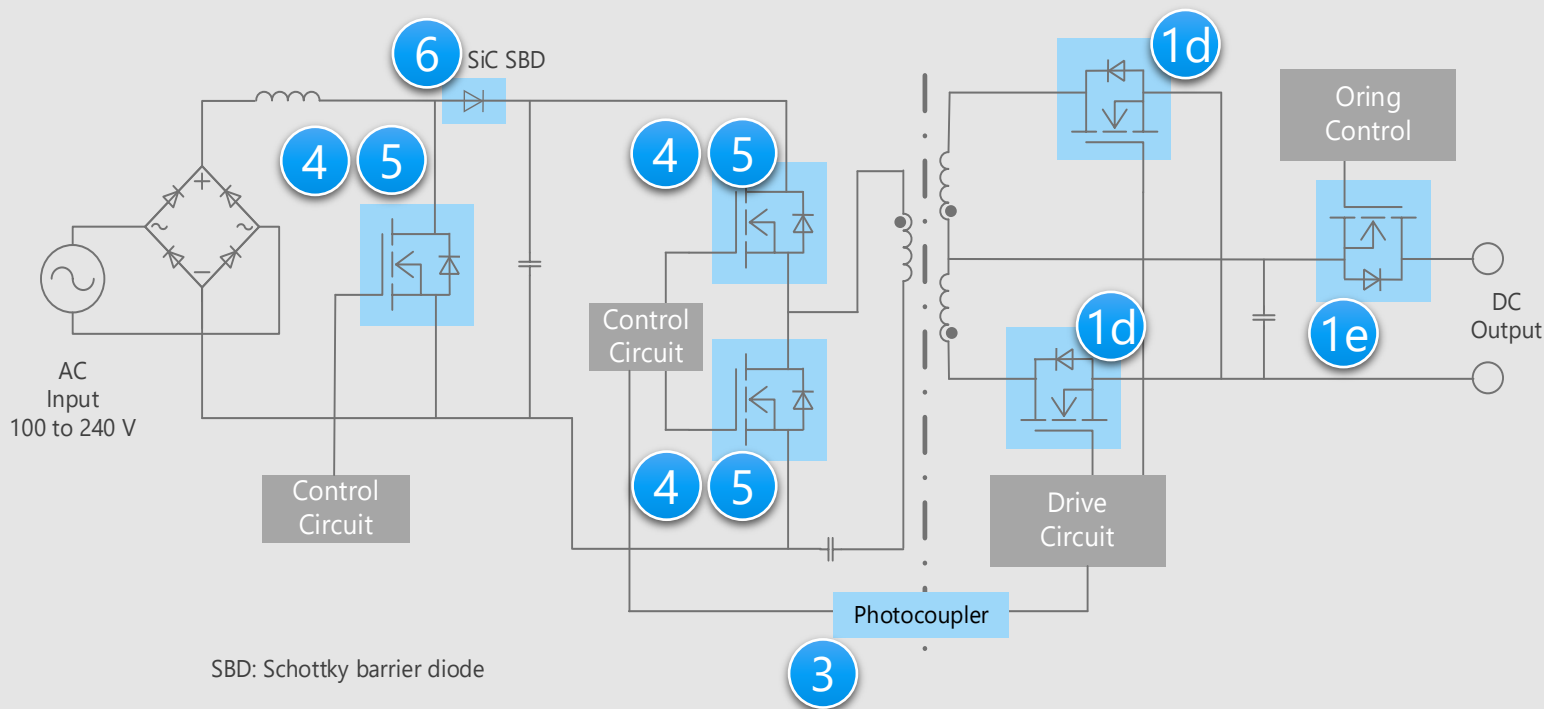 6
SiC SBD
1d
Oring
Control
4
5
4
5
+
~
~
−
Control
Circuit
1d
1e
DC
Output
AC
Input
100 to 240 V
4
5
Control
Circuit
Drive
Circuit
Photocoupler
3
SBD: Schottky barrier diode